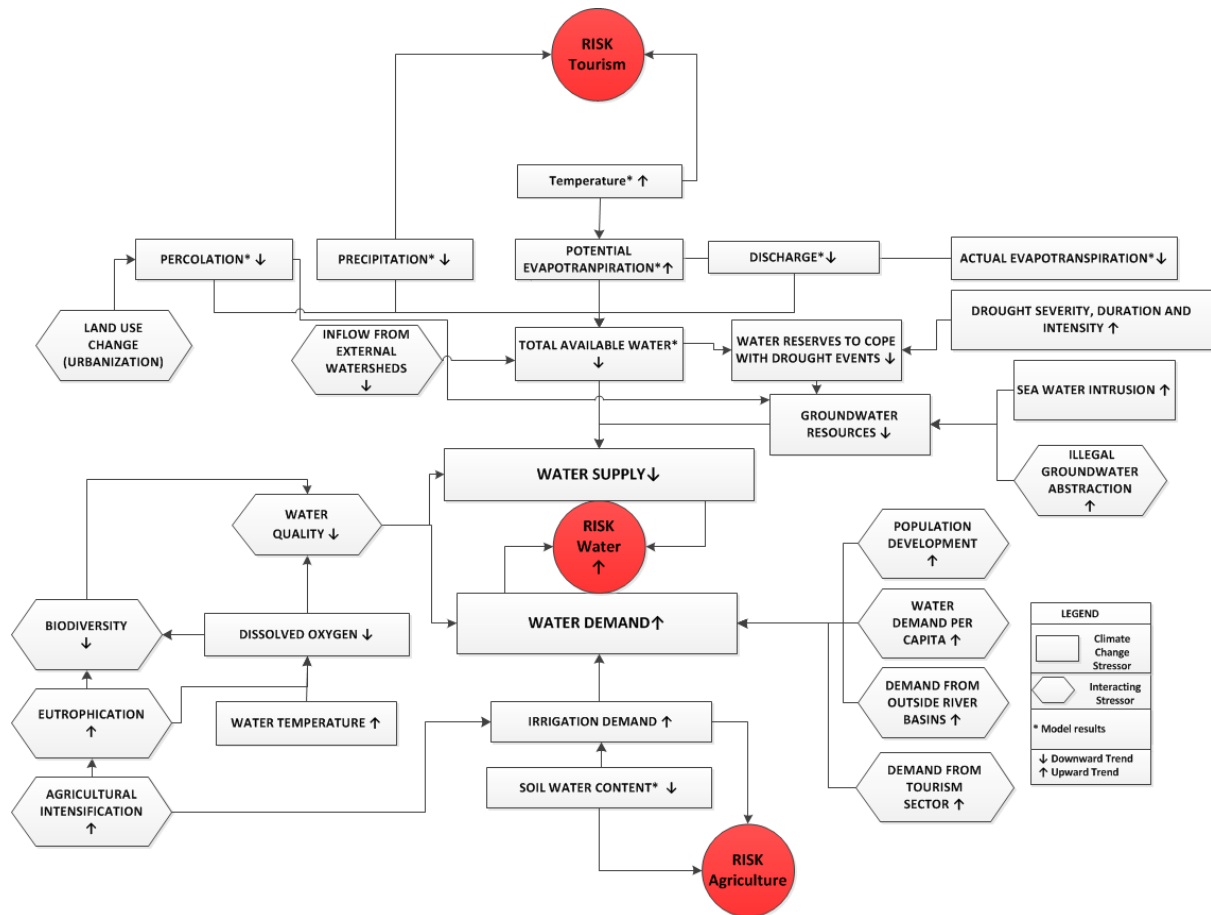 RISK
Tourism
Temperature* ↑
PERCOLATION* ↓
PRECIPITATION* ↓
POTENTIAL
EVAPOTRANPIRATION*↑
DISCHARGE*↓
ACTUAL EVAPOTRANSPIRATION*↓
LAND USE
CHANGE
(URBANIZATION)
INFLOW FROM
EXTERNAL
WATERSHEDS
↓
TOTAL AVAILABLE WATER*
↓
WATER RESERVES TO COPE
WITH DROUGHT EVENTS ↓
DROUGHT SEVERITY, DURATION AND
INTENSITY ↑
GROUNDWATER
RESOURCES ↓
SEA WATER INTRUSION ↑
ILLEGAL
GROUNDWATER
ABSTRACTION
↑
WATER SUPPLY↓
WATER
QUALITY ↓
RISK
Water
↑
WATER DEMAND↑
BIODIVERSITY
↓
DISSOLVED OXYGEN ↓
EUTROPHICATION
↑
WATER TEMPERATURE ↑
AGRICULTURAL
INTENSIFICATION
↑
IRRIGATION DEMAND ↑
SOIL WATER CONTENT* ↓
RISK
Agriculture
POPULATION
DEVELOPMENT
↑
WATER
DEMAND PER
CAPITA ↑
DEMAND FROM
OUTSIDE RIVER
BASINS ↑
DEMAND FROM
TOURISM
SECTOR ↑
LEGEND
Climate
Change
Stressor
Interacting
Stressor
* Model results
↓ Downward Trend
↑ Upward Trend